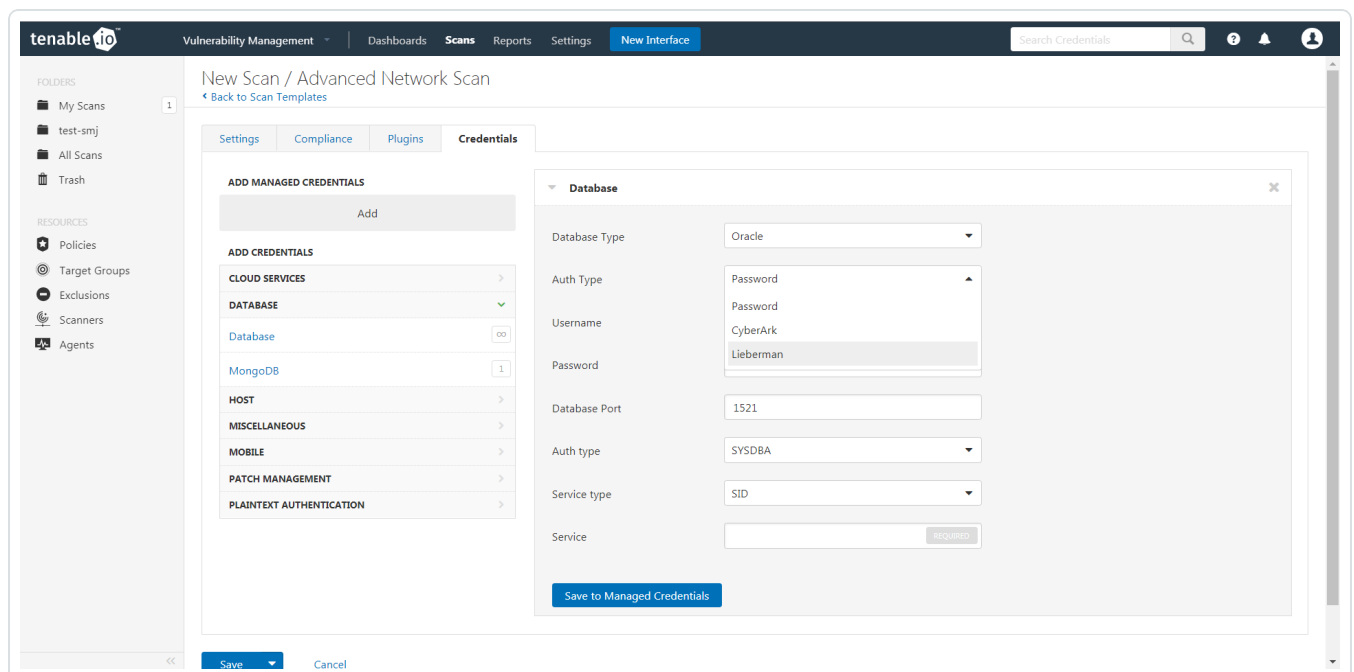 tenable.io™
Vulnerability Management
Dashboards
Scans
Reports
Settings
New Interface
Search Credentials
FOLDERS
My Scans
1
test-smj
All Scans
Trash
RESOURCES
Policies
Target Groups
Exclusions
Scanners
Agents
New Scan / Advanced Network Scan
Back to Scan Templates
Settings
Compliance
Plugins
Credentials
ADD MANAGED CREDENTIALS
Add
ADD CREDENTIALS
CLOUD SERVICES
DATABASE
Database
∞
MongoDB
1
HOST
MISCELLANEOUS
MOBILE
PATCH MANAGEMENT
PLAINTEXT AUTHENTICATION
Database
Database Type
Oracle
Auth Type
Password
Password
CyberArk
Lieberman
Username
Password
Database Port
1521
Auth type
SYSDBA
Service type
SID
Service
REQUIRED
Save to Managed Credentials
Save
Cancel